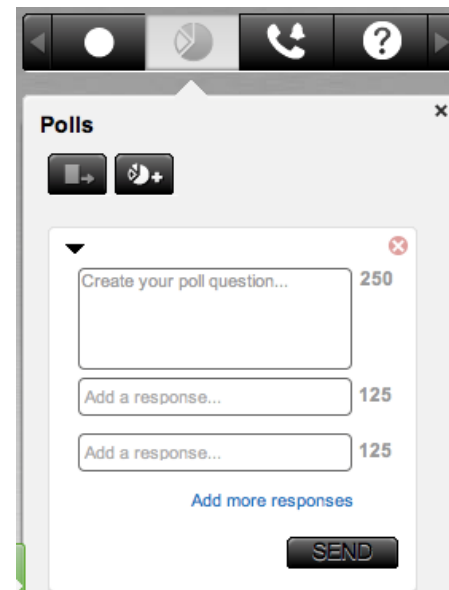 ?
Polls
×
Create your poll question...
250
Add a response...
125
Add a response...
125
Add more responses
SEND